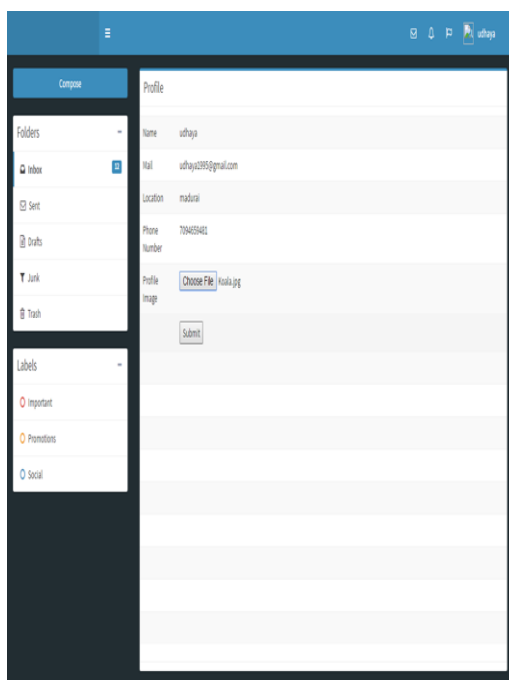 udhaya
Compose
Profile
Folders
Inbox
Sent
Drafts
Junk
Trash
Labels
Important
Promotions
Social
Name udhaya
Mail udhaya1995@gmail.com
Location madurai
Phone
Number 7094659481
Profile
Image Choose File Koala.jpg
Submit